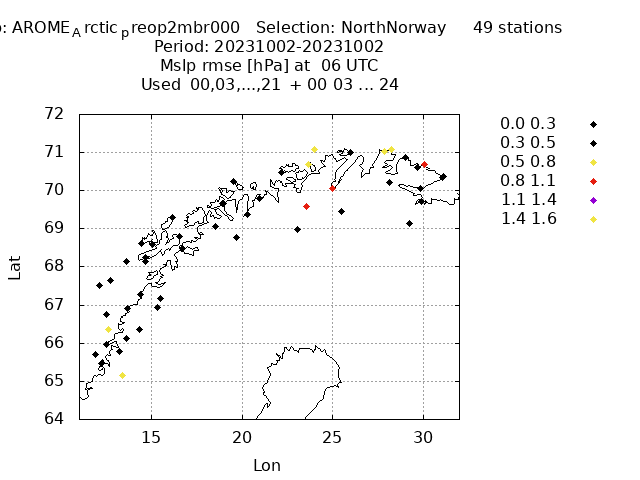 : AROME_A rctic_p reop2mbr000 Selection: NorthNorway 49 stations
Period: 20231002-20231002
Mslp rmse [hPa] at 06 UTC
Used 00,03,...,21 + 00 03 ... 24
72
71
70
69
68
67
66
65
64
15 20 25 30
Lat
Lon
0.0 0.3
0.3 0.5
0.5 0.8
0.8 1.1
1.1 1.4
1.4 1.6